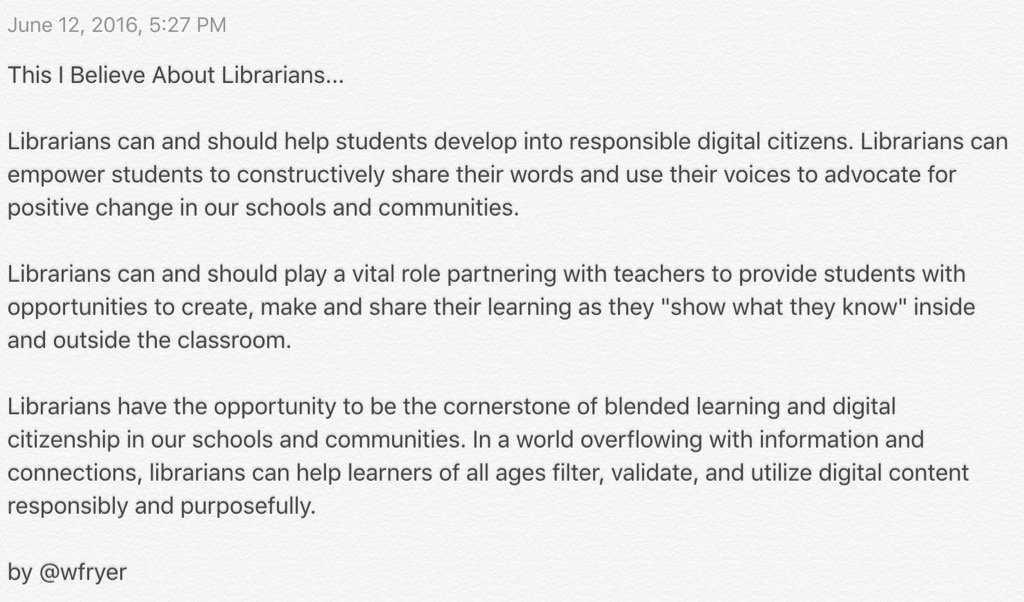 June 12, 2016, 5:27 PM
This I Believe About Librarians...
Librarians can and should help students develop into responsible digital citizens. Librarians can
empower students to constructively share their words and use their voices to advocate for
positive change in our schools and communities.
Librarians can and should play a vital role partnering with teachers to provide students with
opportunities to create, make and share their learning as they "show what they know" inside
and outside the classroom.
Librarians have the opportunity to be the cornerstone of blended learning and digital
citizenship in our schools and communities. In a world overflowing with information and
connections, librarians can help learners of all ages filter, validate, and utilize digital content
responsibly and purposefully.
by @wfryer